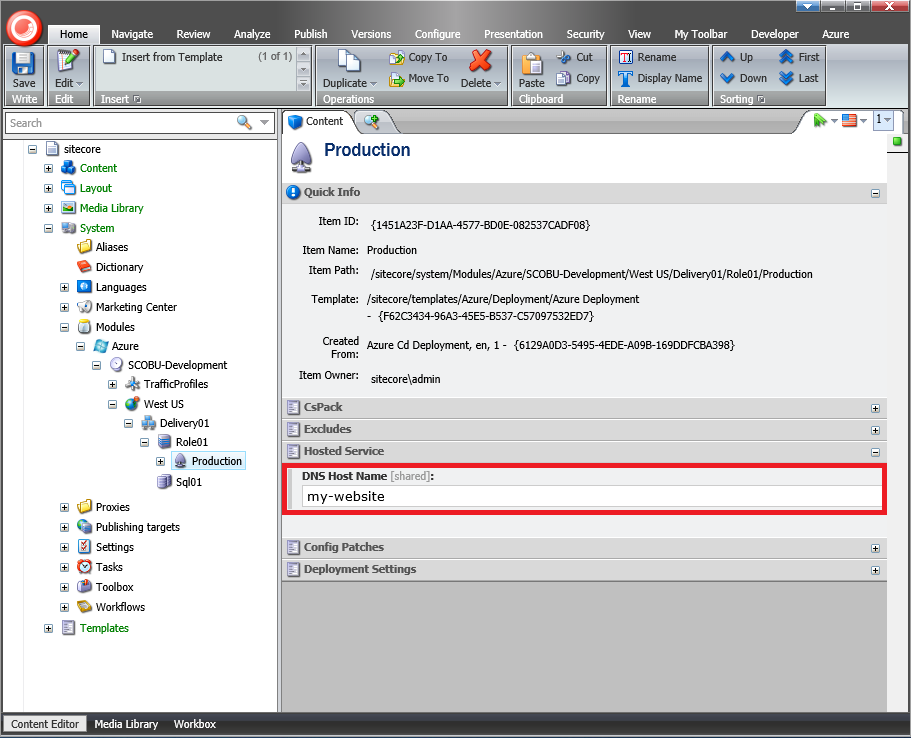 Home Navigate Review Analyze Publish Versions Configure Presentation Security View My Toolbar Developer Azure
Save
Write
Edit
Edit
Insert from Template (1 of 1)
Insert
Duplicate
Copy To
Move To
Delete
Operations
Paste
Cut
Copy
Clipboard
Rename
Display Name
Rename
Up
Down
First
Last
Sorting
Search
sitecore
Content
Layout
Media Library
System
Aliases
Dictionary
Languages
Marketing Center
Modules
Azure
SCOBU-Development
TrafficProfiles
West US
Delivery01
Role01
Production
Sql01
Proxies
Publishing targets
Settings
Tasks
Toolbox
Workflows
Templates
Content
1
Production
Quick Info
Item ID: {1451A23F-D1AA-4577-BD0E-082537CADF08}
Item Name: Production
Item Path: /sitecore/system/Modules/Azure/SCOBU-Development/West US/Delivery01/Role01/Production
Template: /sitecore/templates/Azure/Deployment/Azure Deployment
- {F62C3434-96A3-45E5-B537-C57097532ED7}
Created From: Azure Cd Deployment, en, 1 - {6129A0D3-5495-4EDE-A09B-169DDFCBA398}
Item Owner: sitecore\admin
CsPack
Excludes
Hosted Service
DNS Host Name [shared]:
my-website
Config Patches
Deployment Settings
Content Editor Media Library Workbox